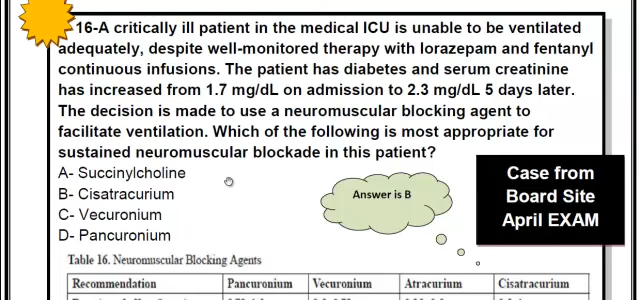 16-A critically ill patient in the medical ICU is unable to be ventilated
adequately, despite well-monitored therapy with lorazepam and fentanyl
continuous infusions. The patient has diabetes and serum creatinine
has increased from 1.7 mg/dL on admission to 2.3 mg/dL 5 days later.
The decision is made to use a neuromuscular blocking agent to
facilitate ventilation. Which of the following is most appropriate for
sustained neuromuscular blockade in this patient?
A- Succinylcholine
B- Cisatracurium
C- Vecuronium
D- Pancuronium
Answer is B
Case from
Board Site
April EXAM
Table 16. Neuromuscular Blocking Agents
Recommendation Pancuronium Vecuronium Atracurium Cisatracurium